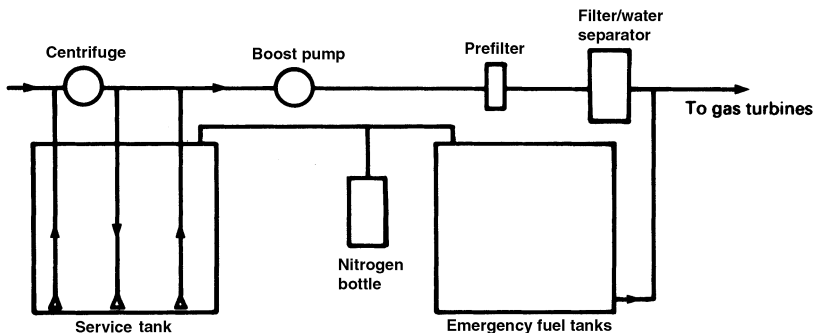 Filter/water
separator
Centrifuge
Boost pump
Prefilter
To gas turbines
Nitrogen
bottle
Service tank
Emergency fuel tanks